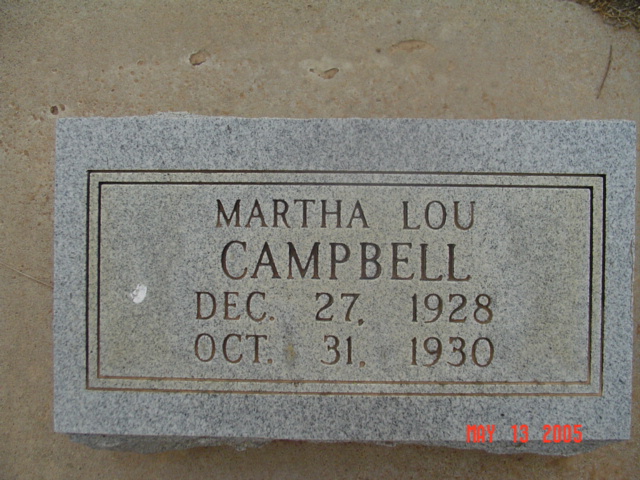 MARTHA LOU
CAMPBELL
DEC. 27, 1928
OCT. 31, 1930
MAY 13 2005